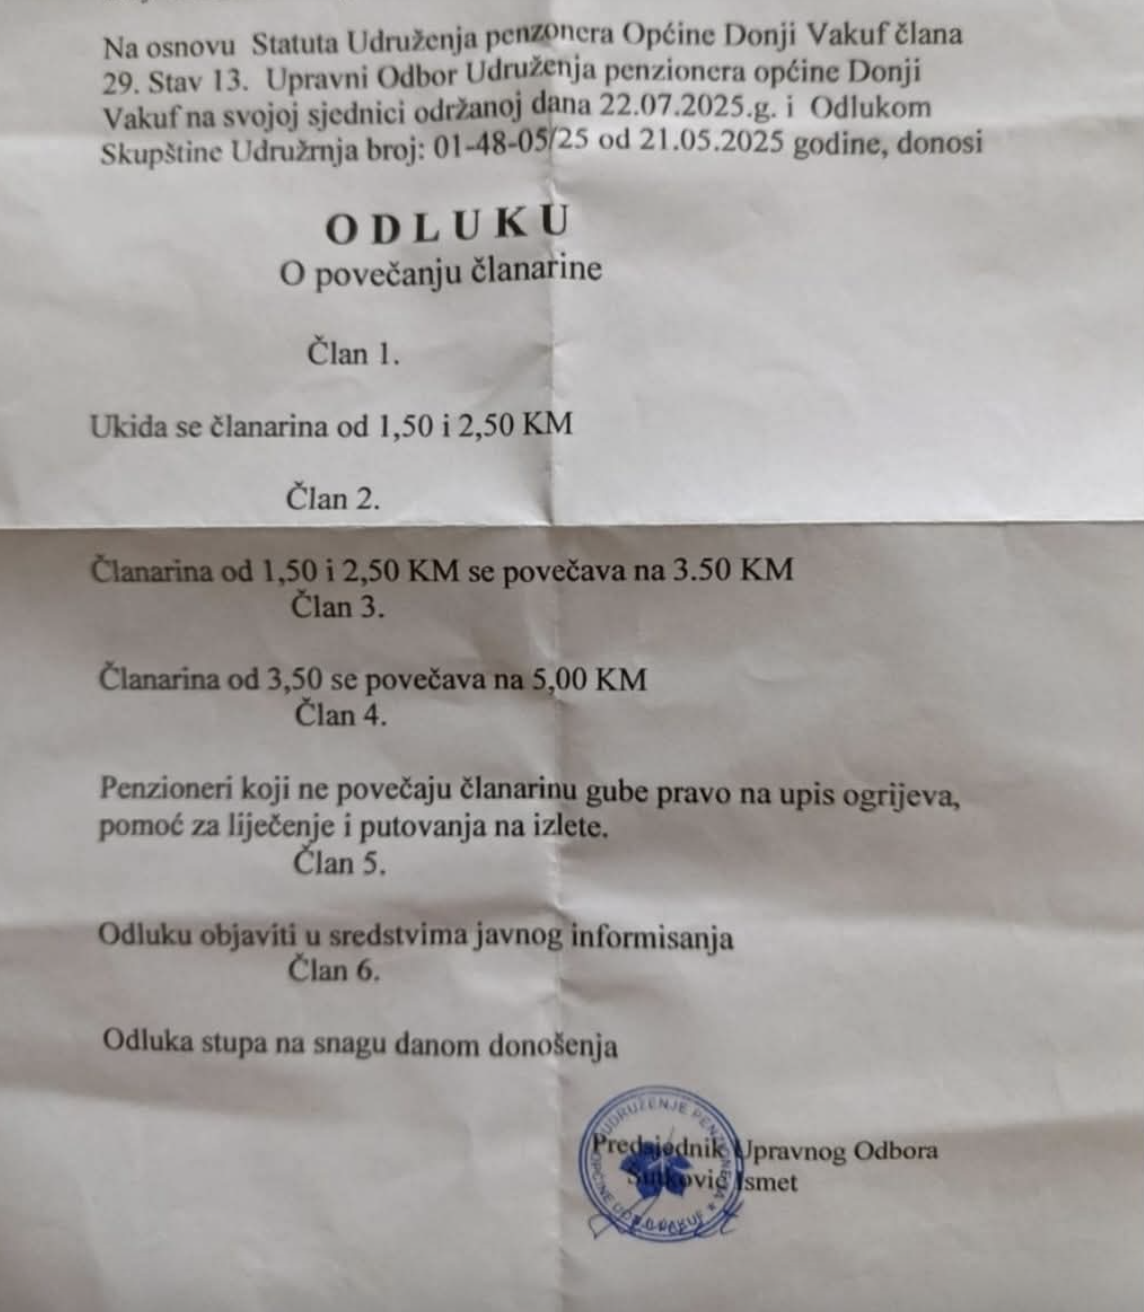 Na osnovu Statuta Udruženja penzonera Općine Donji Vakuf člana
29. Stav 13. Upravni Odbor Udruženja penzionera općine Donji
Vakuf na svojoj sjednici održanoj dana 22.07.2025.g. i Odlukom
Skupštine Udružrnja broj: 01-48-05/25 od 21.05.2025 godine, donosi
O D L U K U
O povečanju članarine
Član 1.
Ukida se članarina od 1,50 i 2,50 KM
Član 2.
Članarina od 1,50 i 2,50 KM se povečava na 3.50 KM
Član 3.
Članarina od 3,50 se povečava na 5,00 KM
Član 4.
Penzioneri koji ne povečaju članarinu gube pravo na upis ogrijeva,
pomoć za liječenje i putovanja na izlete.
Član 5.
Odluku objaviti u sredstvima javnog informisanja
Član 6.
Odluka stupa na snagu danom donošenja
UDRUŽENJE PENZIONERA
OPĆINE VAKUF
Predsjednik Upravnog Odbora
Sutković Ismet